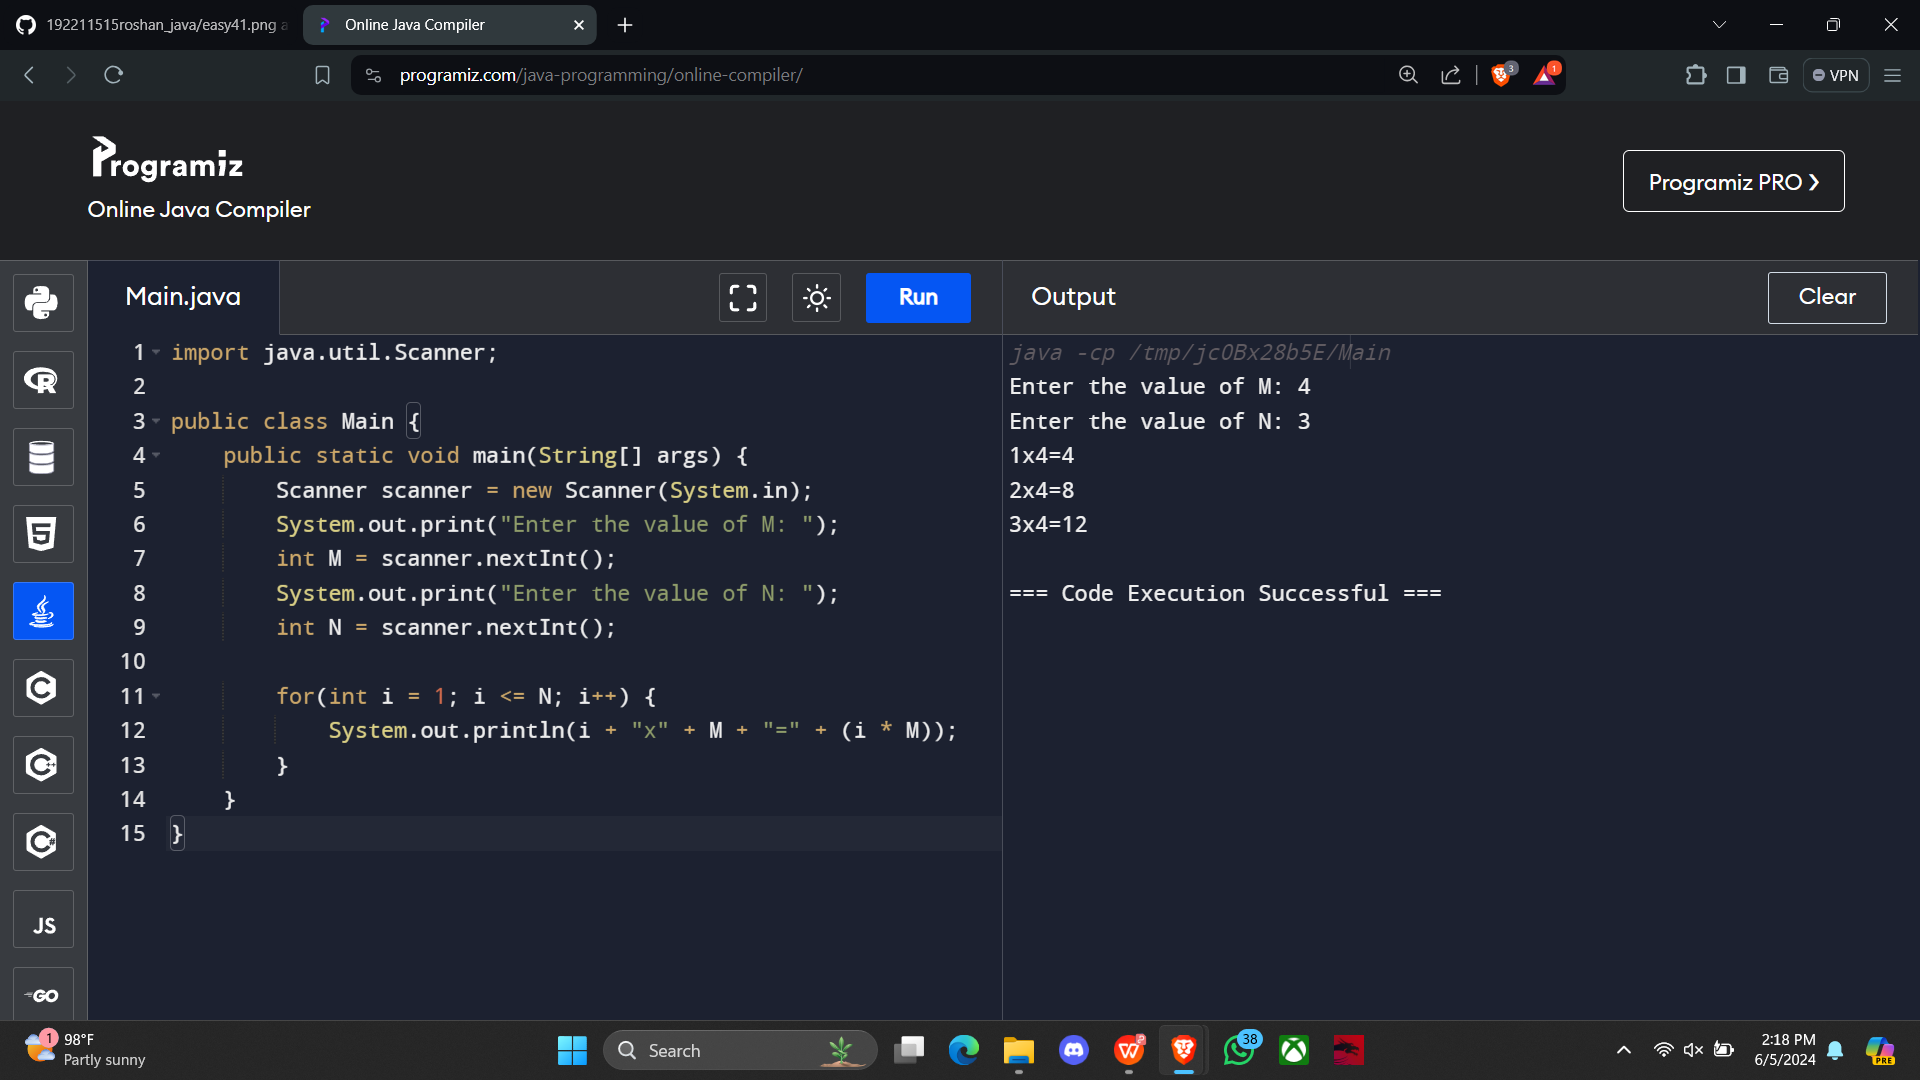 192211515roshan_java/easy41.png a
Online Java Compiler
programiz.com/java-programming/online-compiler/
3
1
VPN
Programiz
Online Java Compiler
Programiz PRO ❯
Main.java
Run
Output
Clear
1 import java.util.Scanner;
2
3 public class Main {
4     public static void main(String[] args) {
5         Scanner scanner = new Scanner(System.in);
6         System.out.print("Enter the value of M: ");
7         int M = scanner.nextInt();
8         System.out.print("Enter the value of N: ");
9         int N = scanner.nextInt();
10
11         for(int i = 1; i <= N; i++) {
12             System.out.println(i + "x" + M + "=" + (i * M));
13         }
14     }
15 }
java -cp /tmp/jcOBx28b5E/Main
Enter the value of M: 4
Enter the value of N: 3
1x4=4
2x4=8
3x4=12
=== Code Execution Successful ===
R
5
C
C++
C#
JS
GO
1
98°F
Partly sunny
Search
W
38
2:18 PM
6/5/2024
PRE